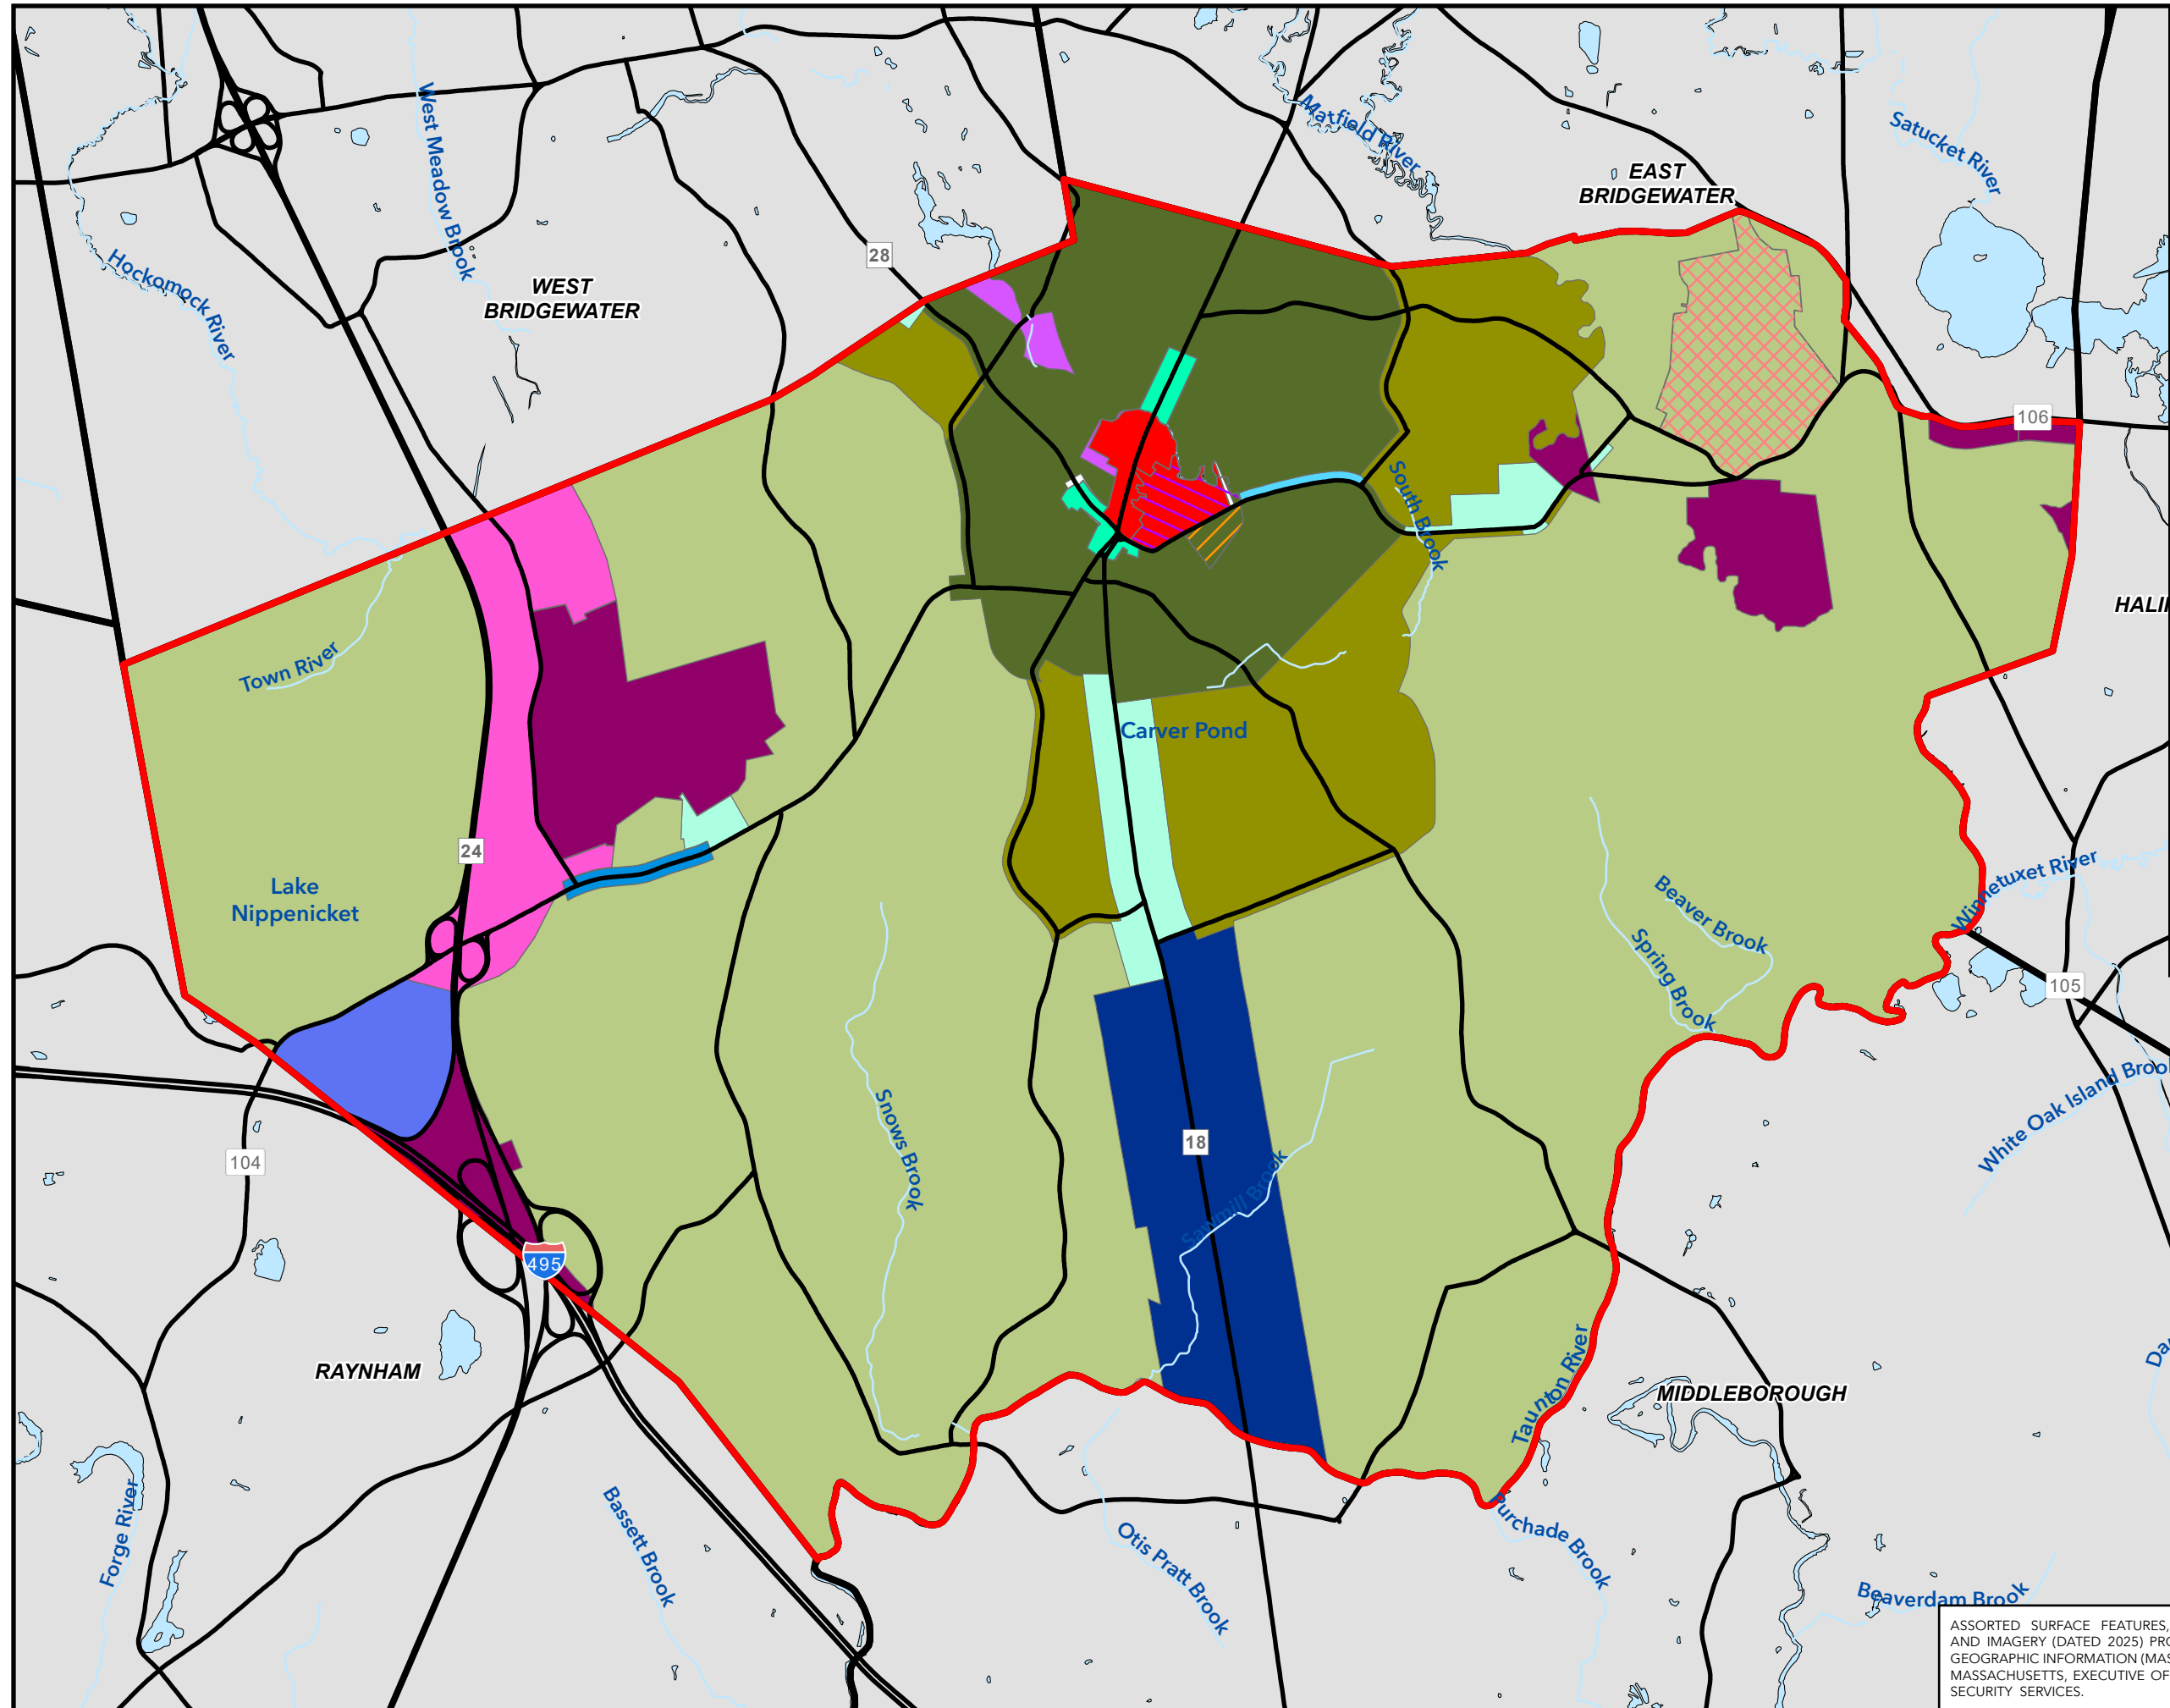 West Meadow Brook
Matfield River
Satucket River
EAST
BRIDGEWATER
28
Hockomock River
WEST
BRIDGEWATER
106
South Brook
HALI
Town River
Carver Pond
24
Lake
Nippenicket
Winnetuxet River
Beaver Brook
Spring Brook
105
White Oak Island Brook
Snows Brook
18
104
Sawmill Brook
495
RAYNHAM
Taunton River
MIDDLEBOROUGH
Da
Forge River
Bassett Brook
Otis Pratt Brook
Purchade Brook
Beaverdam Brook
ASSORTED SURFACE FEATURES,
AND IMAGERY (DATED 2025) PRO
GEOGRAPHIC INFORMATION (MAS
MASSACHUSETTS, EXECUTIVE OF
SECURITY SERVICES.